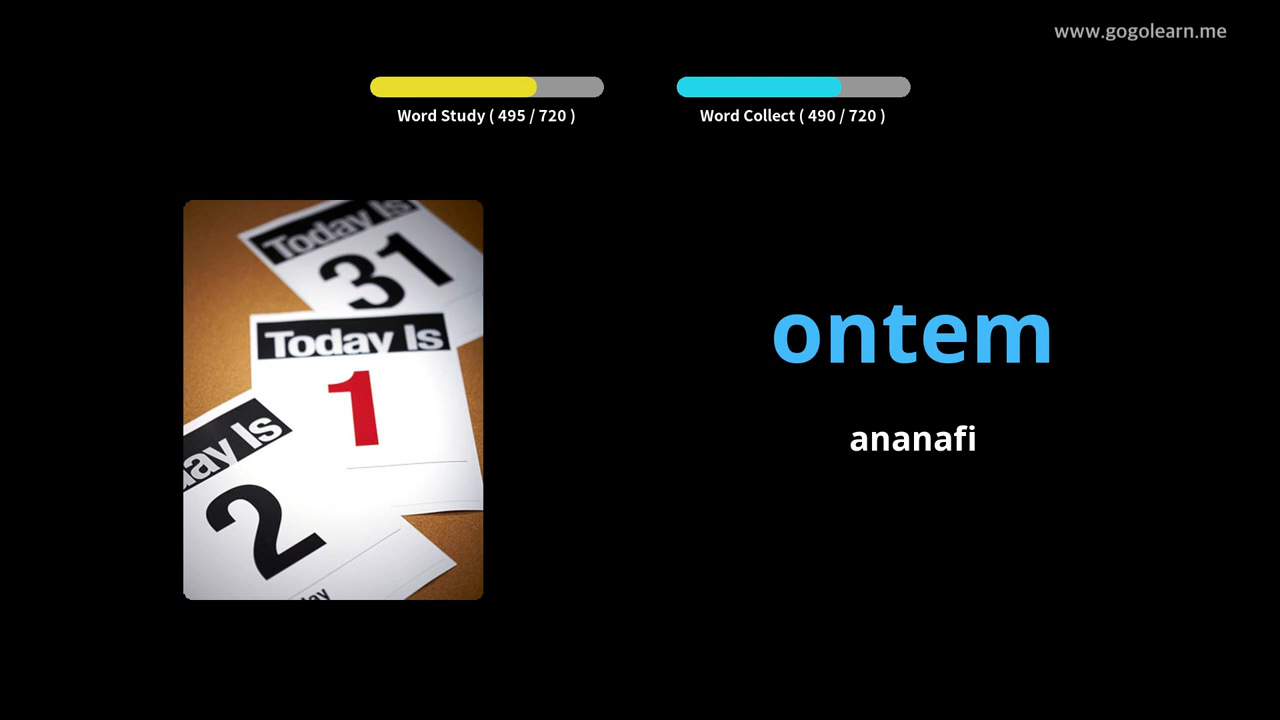 www.gogolearn.me
Word Study ( 495 / 720 )
Word Collect ( 490 / 720 )
Today Is
31
Today Is
1
day Is
2
ontem
ananafi